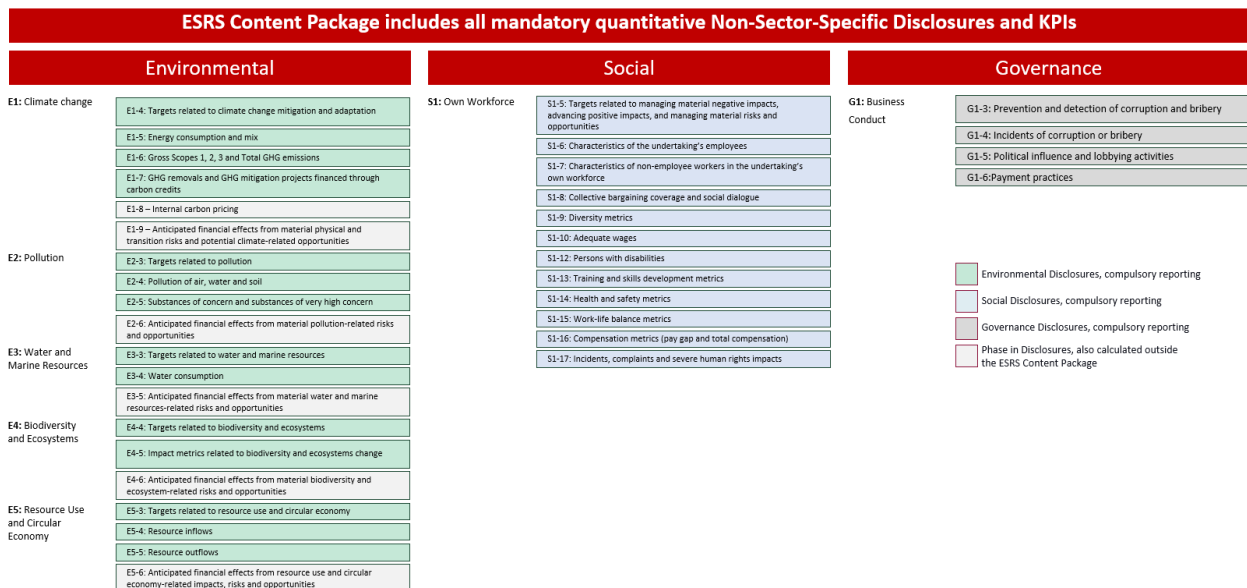 ESRS Content Package includes all mandatory quantitative Non-Sector-Specific Disclosures and KPIs
Environmental
E1: Climate change
E1-4: Targets related to climate change mitigation and adaptation
E1-5: Energy consumption and mix
E1-6: Gross Scopes 1, 2, 3 and Total GHG emissions
E1-7: GHG removals and GHG mitigation projects financed through
carbon credits
E1-8 – Internal carbon pricing
E1-9 – Anticipated financial effects from material physical and
transition risks and potential climate-related opportunities
E2: Pollution
E2-3: Targets related to pollution
E2-4: Pollution of air, water and soil
E2-5: Substances of concern and substances of very high concern
E2-6: Anticipated financial effects from material pollution-related risks
and opportunities
E3: Water and
Marine Resources
E3-3: Targets related to water and marine resources
E3-4: Water consumption
E3-5: Anticipated financial effects from material water and marine
resources-related risks and opportunities
E4: Biodiversity
and Ecosystems
E4-4: Targets related to biodiversity and ecosystems
E4-5: Impact metrics related to biodiversity and ecosystems change
E4-6: Anticipated financial effects from material biodiversity and
ecosystem-related risks and opportunities
E5: Resource Use
and Circular
Economy
E5-3: Targets related to resource use and circular economy
E5-4: Resource inflows
E5-5: Resource outflows
E5-6: Anticipated financial effects from resource use and circular
economy-related impacts, risks and opportunities
Social
S1: Own Workforce
S1-5: Targets related to managing material negative impacts,
advancing positive impacts, and managing material risks and
opportunities
S1-6: Characteristics of the undertaking's employees
S1-7: Characteristics of non-employee workers in the undertaking's
own workforce
S1-8: Collective bargaining coverage and social dialogue
S1-9: Diversity metrics
S1-10: Adequate wages
S1-12: Persons with disabilities
S1-13: Training and skills development metrics
S1-14: Health and safety metrics
S1-15: Work-life balance metrics
S1-16: Compensation metrics (pay gap and total compensation)
S1-17: Incidents, complaints and severe human rights impacts
Governance
G1: Business
Conduct
G1-3: Prevention and detection of corruption and bribery
G1-4: Incidents of corruption or bribery
G1-5: Political influence and lobbying activities
G1-6:Payment practices
Environmental Disclosures, compulsory reporting
Social Disclosures, compulsory reporting
Governance Disclosures, compulsory reporting
Phase in Disclosures, also calculated outside
the ESRS Content Package